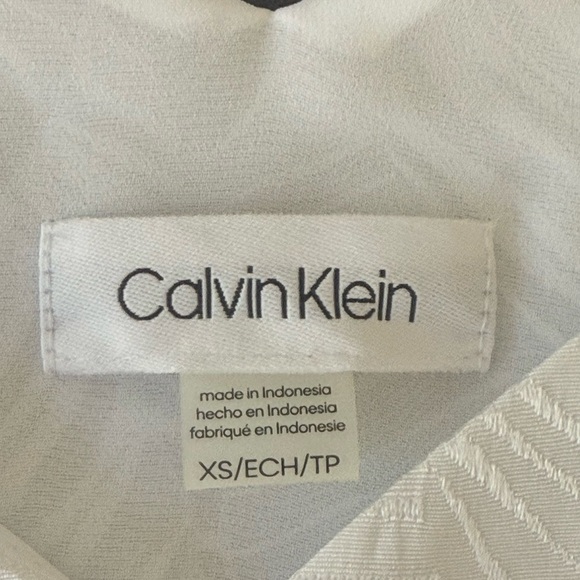 Calvin Klein
made in Indonesia
hecho en Indonesia
fabriqué en Indonesie
XS/ECH/TP